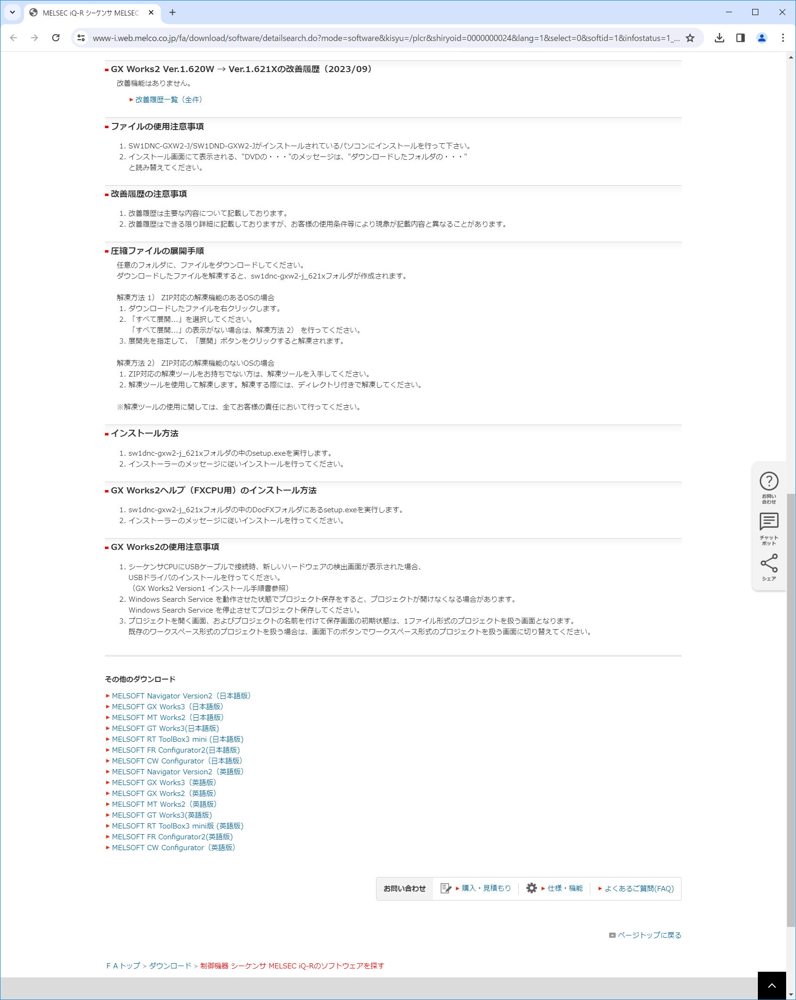 MELSEC iQ-R シーケンサ MELSEC
www-i.web.melco.co.jp/fa/download/software/detailsearch.do?mode=software&kisyu=/plcr&shiryoid=0000000024&lang=1&select=0&softid=1&infostatus=1_...
GX Works2 Ver.1.620W → Ver.1.621Xの改善履歴（2023/09）
改善機能はありません。
改善履歴一覧（全件）
ファイルの使用注意事項
1. SW1DNC-GXW2-J/SW1DND-GXW2-Jがインストールされているパソコンにインストールを行って下さい。
2. インストール画面にて表示される、"DVDの・・・"のメッセージは、"ダウンロードしたフォルダの・・・"
と読み替えてください。
改善履歴の注意事項
1. 改善履歴は主要な内容について記載しております。
2. 改善履歴はできる限り詳細に記載しておりますが、お客様の使用条件等により現象が記載内容と異なることがあります。
圧縮ファイルの展開手順
任意のフォルダに、ファイルをダウンロードしてください。
ダウンロードしたファイルを解凍すると、sw1dnc-gxw2-j_621xフォルダが作成されます。
解凍方法 1） ZIP対応の解凍機能のあるOSの場合
1. ダウンロードしたファイルを右クリックします。
2. 「すべて展開...」を選択してください。
「すべて展開...」の表示がない場合は、解凍方法 2） を行ってください。
3. 展開先を指定して、「展開」ボタンをクリックすると解凍されます。
解凍方法 2） ZIP対応の解凍機能のないOSの場合
1. ZIP対応の解凍ツールをお持ちでない方は、解凍ツールを入手してください。
2. 解凍ツールを使用して解凍します。解凍する際には、ディレクトリ付きで解凍してください。
※解凍ツールの使用に関しては、全てお客様の責任において行ってください。
インストール方法
1. sw1dnc-gxw2-j_621xフォルダの中のsetup.exeを実行します。
2. インストーラーのメッセージに従いインストールを行ってください。
GX Works2ヘルプ（FXCPU用）のインストール方法
1. sw1dnc-gxw2-j_621xフォルダの中のDocFXフォルダにあるsetup.exeを実行します。
2. インストーラーのメッセージに従いインストールを行ってください。
GX Works2の使用注意事項
1. シーケンサCPUにUSBケーブルで接続時、新しいハードウェアの検出画面が表示された場合、
USBドライバのインストールを行ってください。
（GX Works2 Version1 インストール手順書参照）
2. Windows Search Service を動作させた状態でプロジェクト保存をすると、プロジェクトが開けなくなる場合があります。
Windows Search Service を停止させてプロジェクト保存してください。
3. プロジェクトを開く画面、およびプロジェクトの名前を付けて保存画面の初期状態は、1ファイル形式のプロジェクトを扱う画面となります。
既存のワークスペース形式のプロジェクトを扱う場合は、画面下のボタンでワークスペース形式のプロジェクトを扱う画面に切り替えてください。
お問い
合わせ
チャット
ボット
シェア
その他のダウンロード
MELSOFT Navigator Version2（日本語版）
MELSOFT GX Works3（日本語版）
MELSOFT MT Works2（日本語版）
MELSOFT GT Works3(日本語版)
MELSOFT RT ToolBox3 mini (日本語版)
MELSOFT FR Configurator2(日本語版)
MELSOFT CW Configurator（日本語版）
MELSOFT Navigator Version2（英語版）
MELSOFT GX Works3（英語版）
MELSOFT GX Works2（英語版）
MELSOFT MT Works2（英語版）
MELSOFT GT Works3(英語版)
MELSOFT RT ToolBox3 mini版 (英語版)
MELSOFT FR Configurator2(英語版)
MELSOFT CW Configurator（英語版）
お問い合わせ 購入・見積もり 仕様・機能 よくあるご質問(FAQ)
ページトップに戻る
ＦＡトップ > ダウンロード > 制御機器 シーケンサ MELSEC iQ-Rのソフトウェアを探す